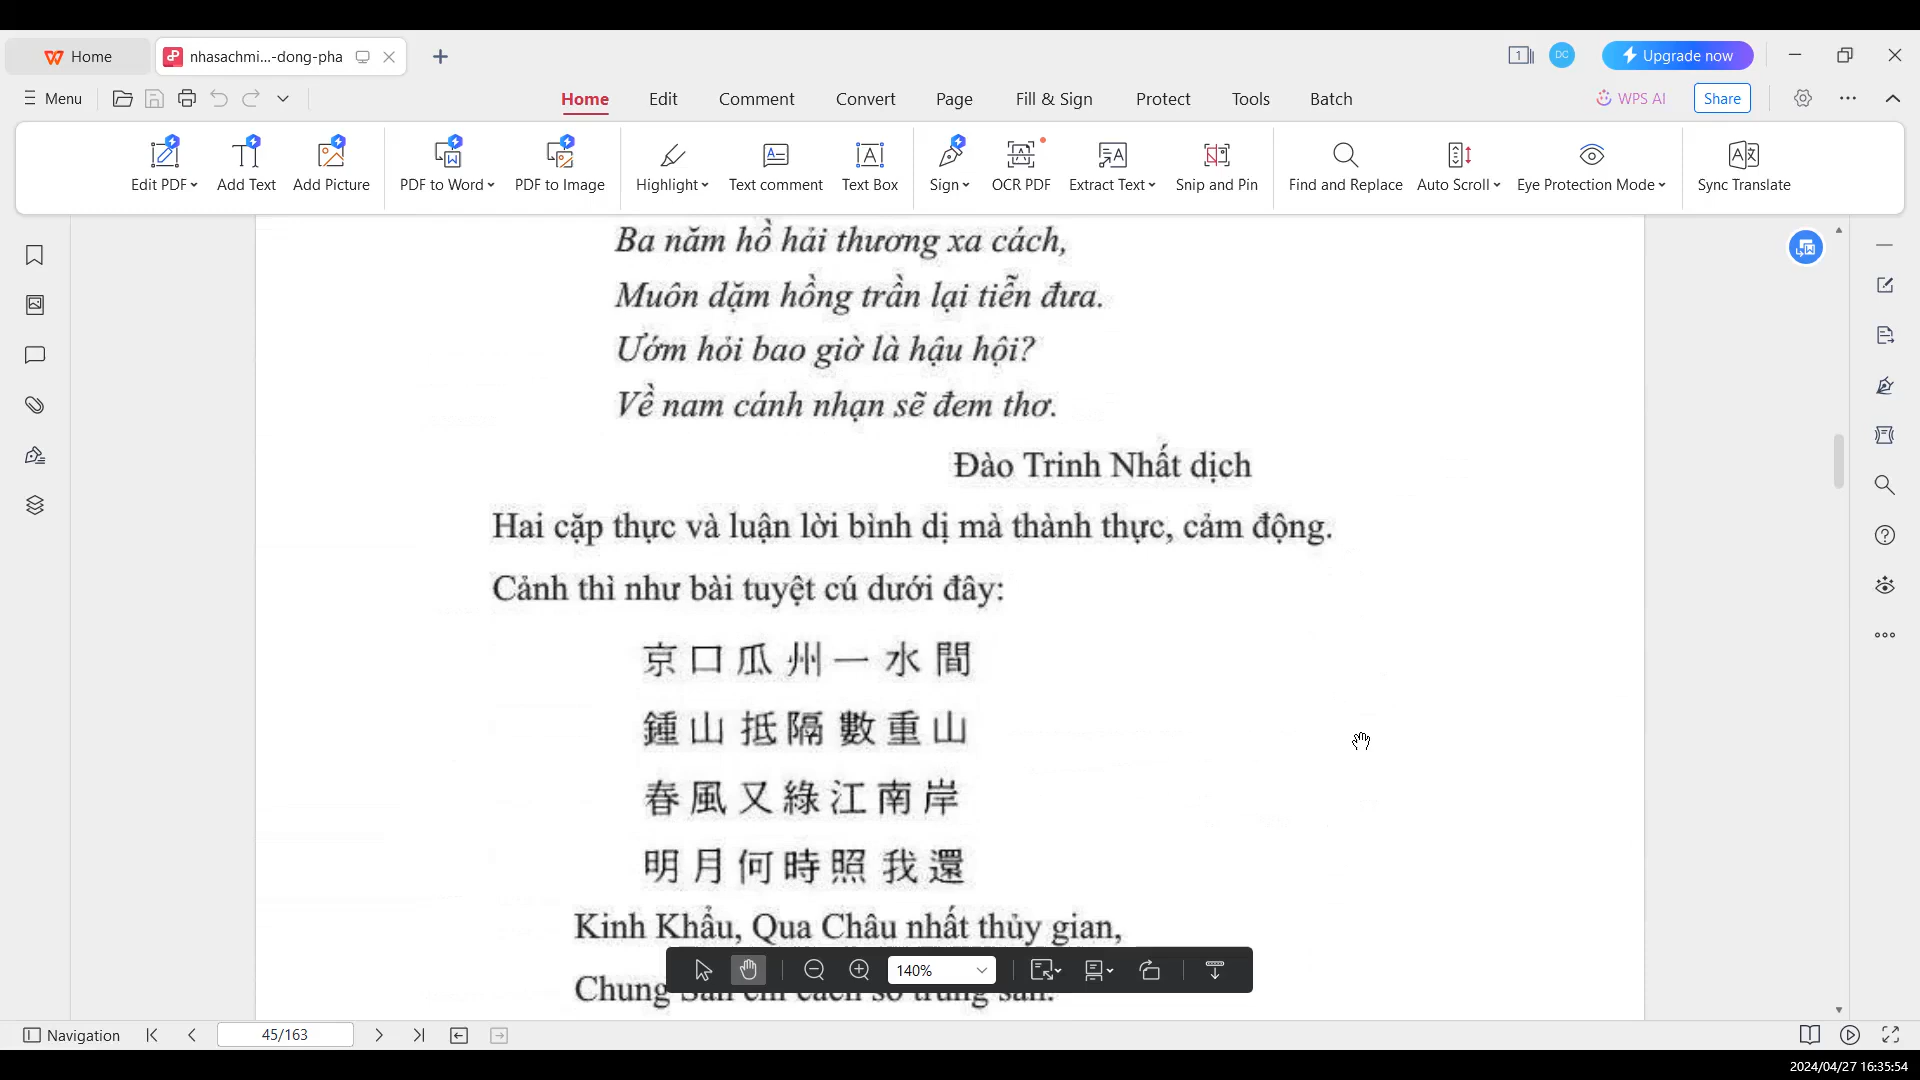 Home
nhasachmi...-dong-pha
1
DC
Upgrade now
Menu
Home Edit Comment Convert Page Fill & Sign Protect Tools Batch
WPS AI
Share
Edit PDF
Add Text
Add Picture
PDF to Word
PDF to Image
Highlight
Text comment
Text Box
Sign
OCR PDF
Extract Text
Snip and Pin
Find and Replace
Auto Scroll
Eye Protection Mode
Sync Translate
Ba năm hồ hải thương xa cách,
Muôn dặm hồng trần lại tiễn đưa.
Ướm hỏi bao giờ là hậu hội?
Về nam cánh nhạn sẽ đem thơ.
Đào Trinh Nhất dịch
Hai cặp thực và luận lời bình dị mà thành thực, cảm động.
Cảnh thì như bài tuyệt cú dưới đây:
京口瓜州一水間
鍾山抵隔數重山
春風又綠江南岸
明月何時照我還
Kinh Khẩu, Qua Châu nhất thủy gian,
Chung
140%
Navigation
45/163
2024/04/27 16:35:54